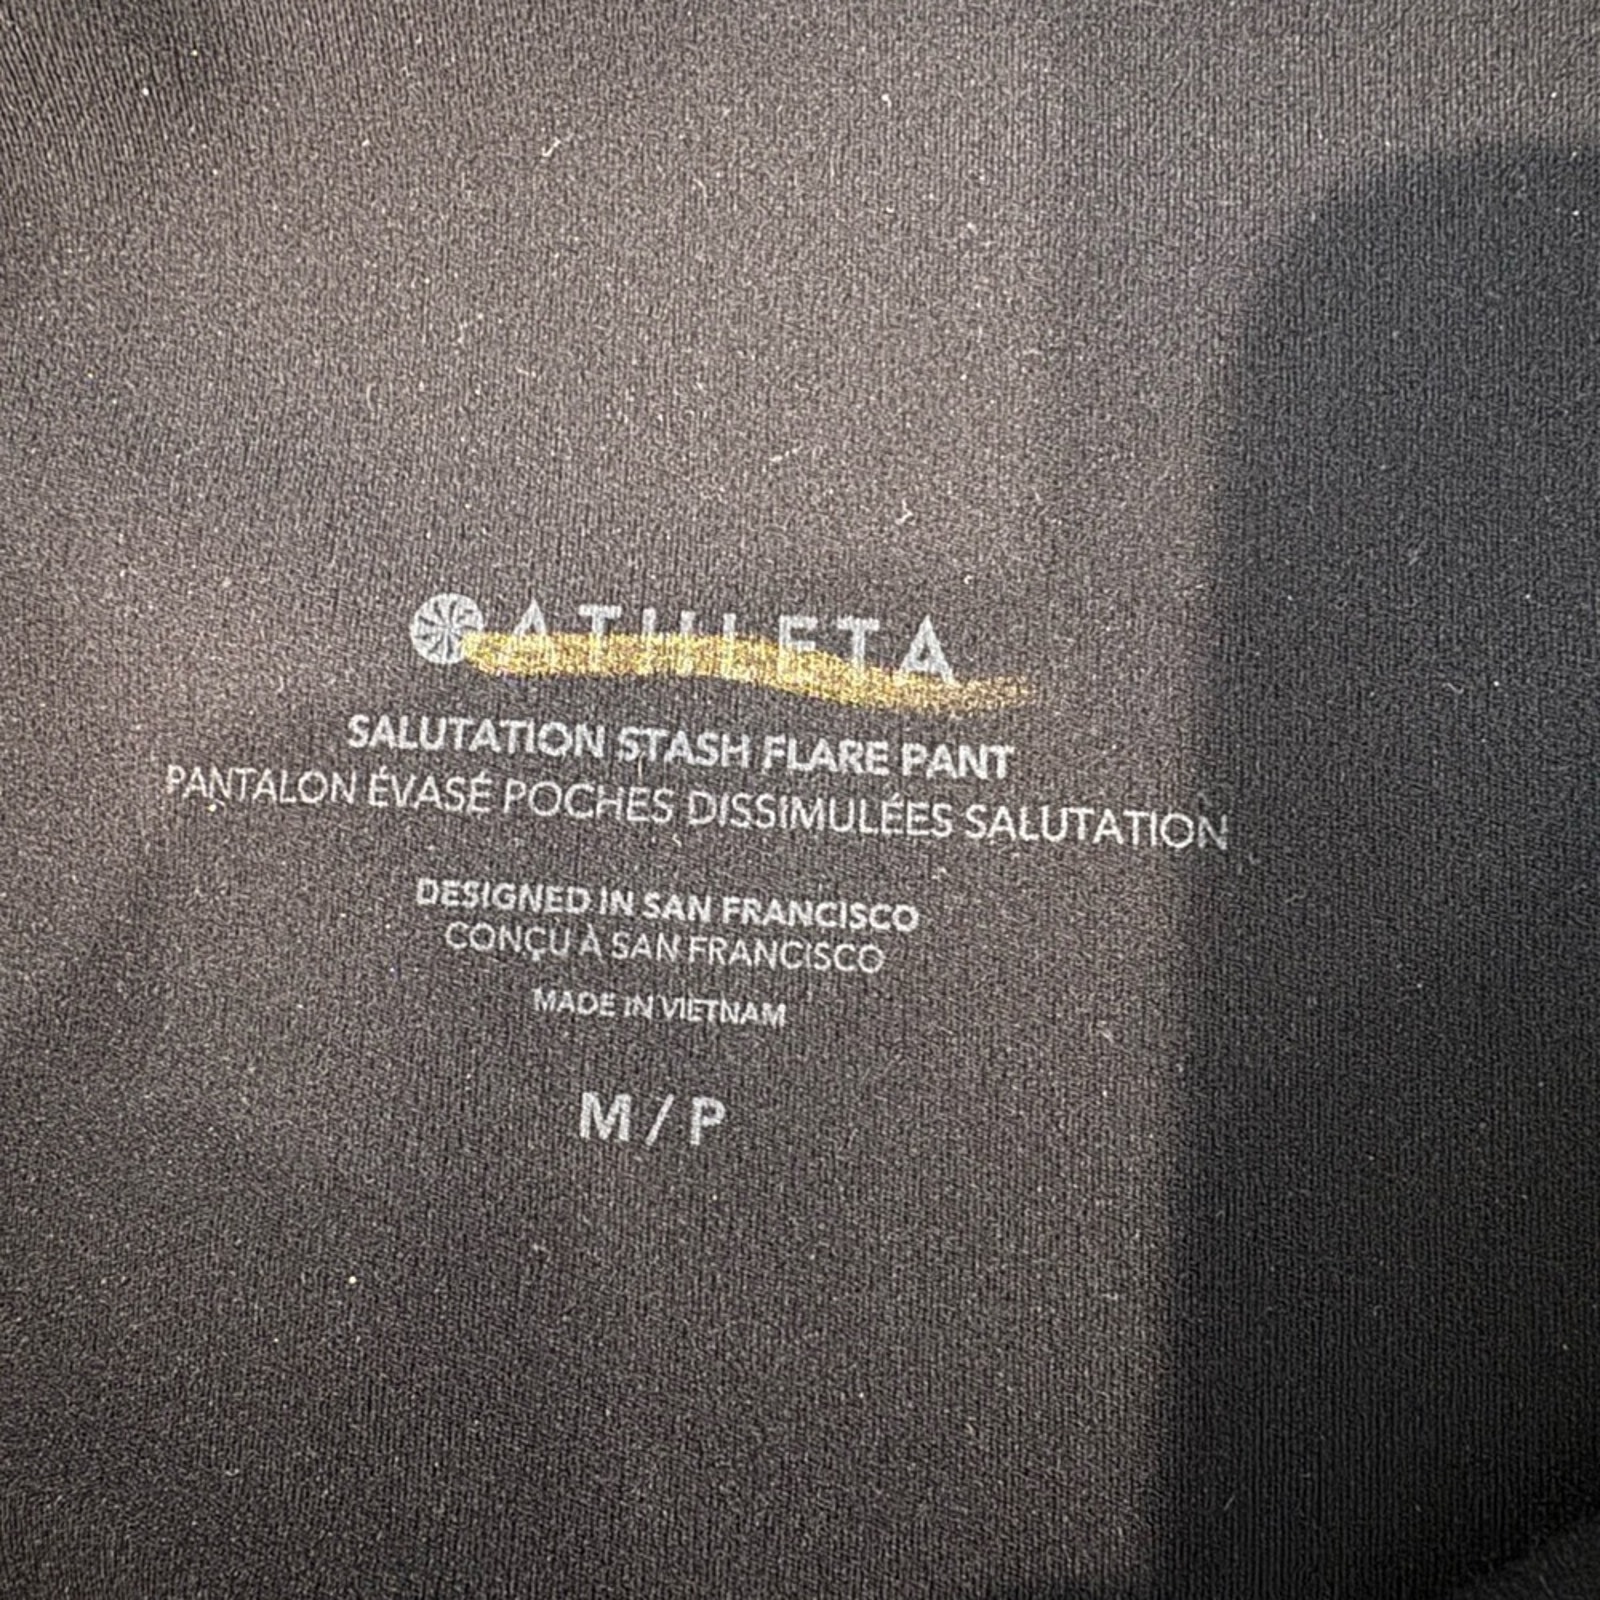 ATHLETA
SALUTATION STASH FLARE PANT
PANTALON ÉVASÉ POCHES DISSIMULÉES SALUTATION
DESIGNED IN SAN FRANCISCO
CONÇU À SAN FRANCISCO
MADE IN VIETNAM
M / P